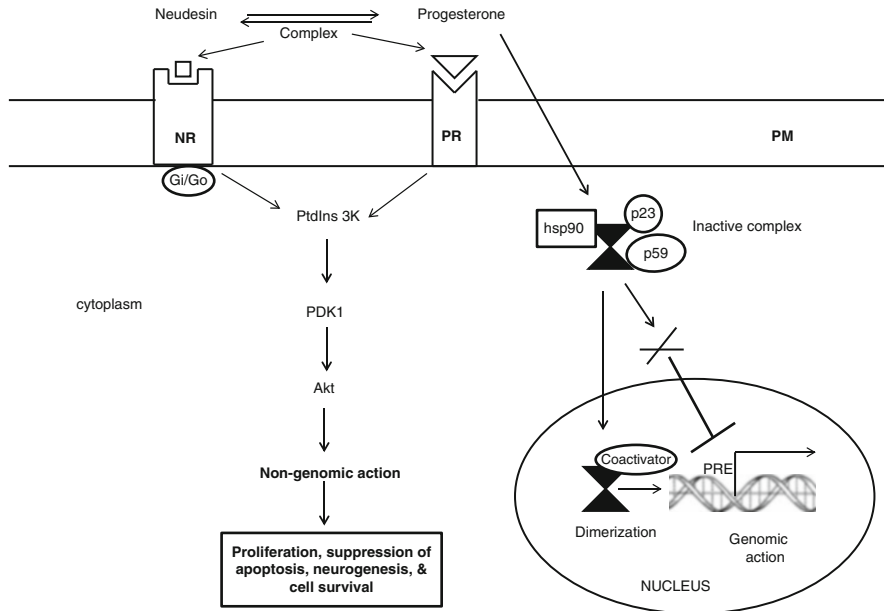 Neudesin
Progesterone
Complex
NR
PR
PM
Gi/Go
PtdIns 3K
hsp90
p23
p59
Inactive complex
cytoplasm
PDK1
Akt
Non-genomic action
Proliferation, suppression of
apoptosis, neurogenesis, &
cell survival
Coactivator
PRE
Dimerization
Genomic
action
NUCLEUS